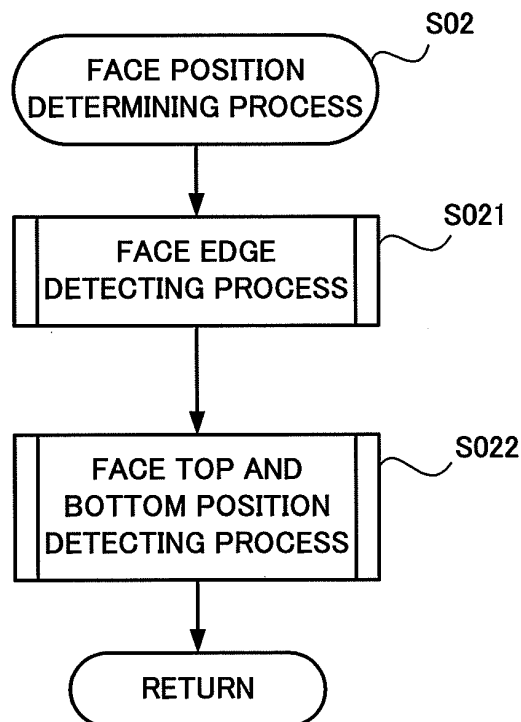 S02
FACE POSITION
DETERMINING PROCESS
S021
FACE EDGE
DETECTING PROCESS
S022
FACE TOP AND
BOTTOM POSITION
DETECTING PROCESS
RETURN